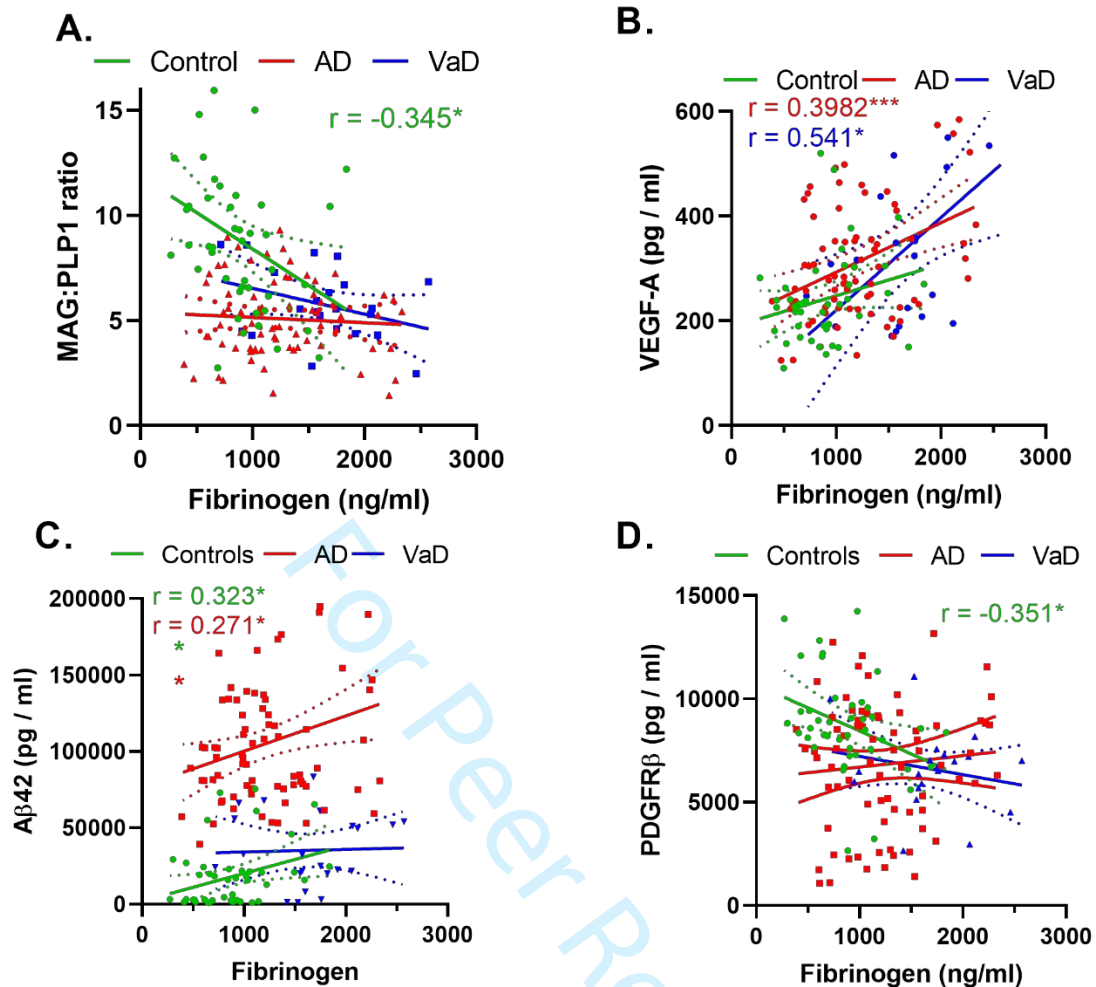 A.
Control AD VaD
r = -0.345*
MAG:PLP1 ratio
15
10
5
0
0 1000 2000 3000
Fibrinogen (ng/ml)
B.
Control AD VaD
r = 0.3982***
r = 0.541*
VEGF-A (pg / ml)
600
400
200
0
0 1000 2000 3000
Fibrinogen (ng/ml)
C.
Controls AD VaD
r = 0.323*
r = 0.271*
*
*
Aβ42 (pg / ml)
200000
150000
100000
50000
0
0 1000 2000 3000
Fibrinogen
D.
Controls AD VaD
r = -0.351*
PDGFRβ (pg / ml)
15000
10000
5000
0
0 1000 2000 3000
Fibrinogen (ng/ml)
For Peer Re